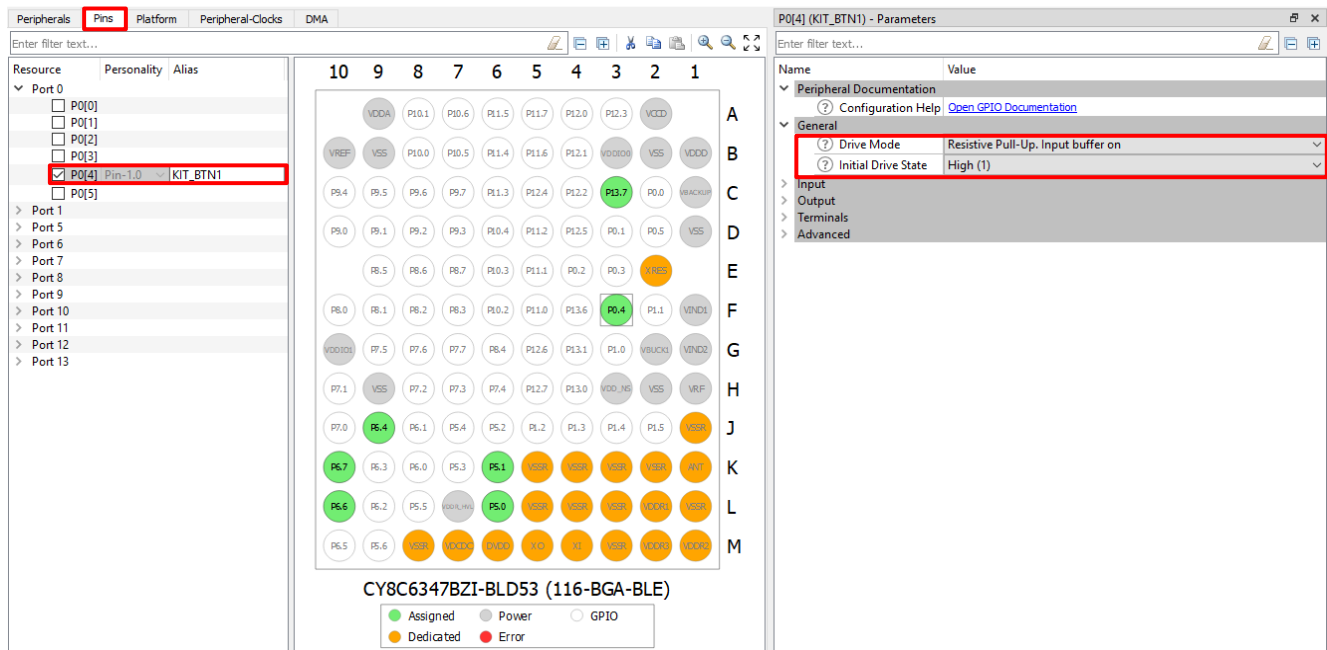 Peripherals Pins Platform Peripheral-Clocks DMA
Enter filter text...
Resource Personality Alias
Port 0
P0[0]
P0[1]
P0[2]
P0[3]
P0[4] Pin-1.0 KIT_BTN1
P0[5]
Port 1
Port 5
Port 6
Port 7
Port 8
Port 9
Port 10
Port 11
Port 12
Port 13
10 9 8 7 6 5 4 3 2 1
VDDA P10.1 P10.6 P11.5 P11.7 P12.0 P12.3 VCCD A
VREF VSS P10.0 P10.5 P11.4 P11.6 P12.1 VDDIO0 VSS VDDD B
P9.4 P9.5 P9.6 P9.7 P11.3 P12.4 P12.2 P13.7 P0.0 VBACKUP C
P9.0 P9.1 P9.2 P9.3 P10.4 P11.2 P12.5 P0.1 P0.5 VSS D
P8.5 P8.6 P8.7 P10.3 P11.1 P0.2 P0.3 XRES E
P8.0 P8.1 P8.2 P8.3 P10.2 P11.0 P13.6 P0.4 P1.1 VIND1 F
VDDIO1 P7.5 P7.6 P7.7 P8.4 P12.6 P13.1 P1.0 VBUCK1 VIND2 G
P7.1 VSS P7.2 P7.3 P7.4 P12.7 P13.0 VDD_NS VSS VRF H
P7.0 P6.4 P6.1 P5.4 P5.2 P1.2 P1.3 P1.4 P1.5 VSSR J
P6.7 P6.3 P6.0 P5.3 P5.1 VSSR VSSR VSSR VSSR ANT K
P6.6 P6.2 P5.5 VDDR_HVL P5.0 VSSR VSSR VSSR VDDR1 VSSR L
P6.5 P5.6 VSSR VDCDC DVDD XO XI VSSR VDDR3 VDDR2 M
CY8C6347BZI-BLD53 (116-BGA-BLE)
Assigned Power GPIO
Dedicated Error
P0[4] (KIT_BTN1) - Parameters
Enter filter text...
Name Value
Peripheral Documentation
Configuration Help Open GPIO Documentation
General
Drive Mode Resistive Pull-Up. Input buffer on
Initial Drive State High (1)
Input
Output
Terminals
Advanced